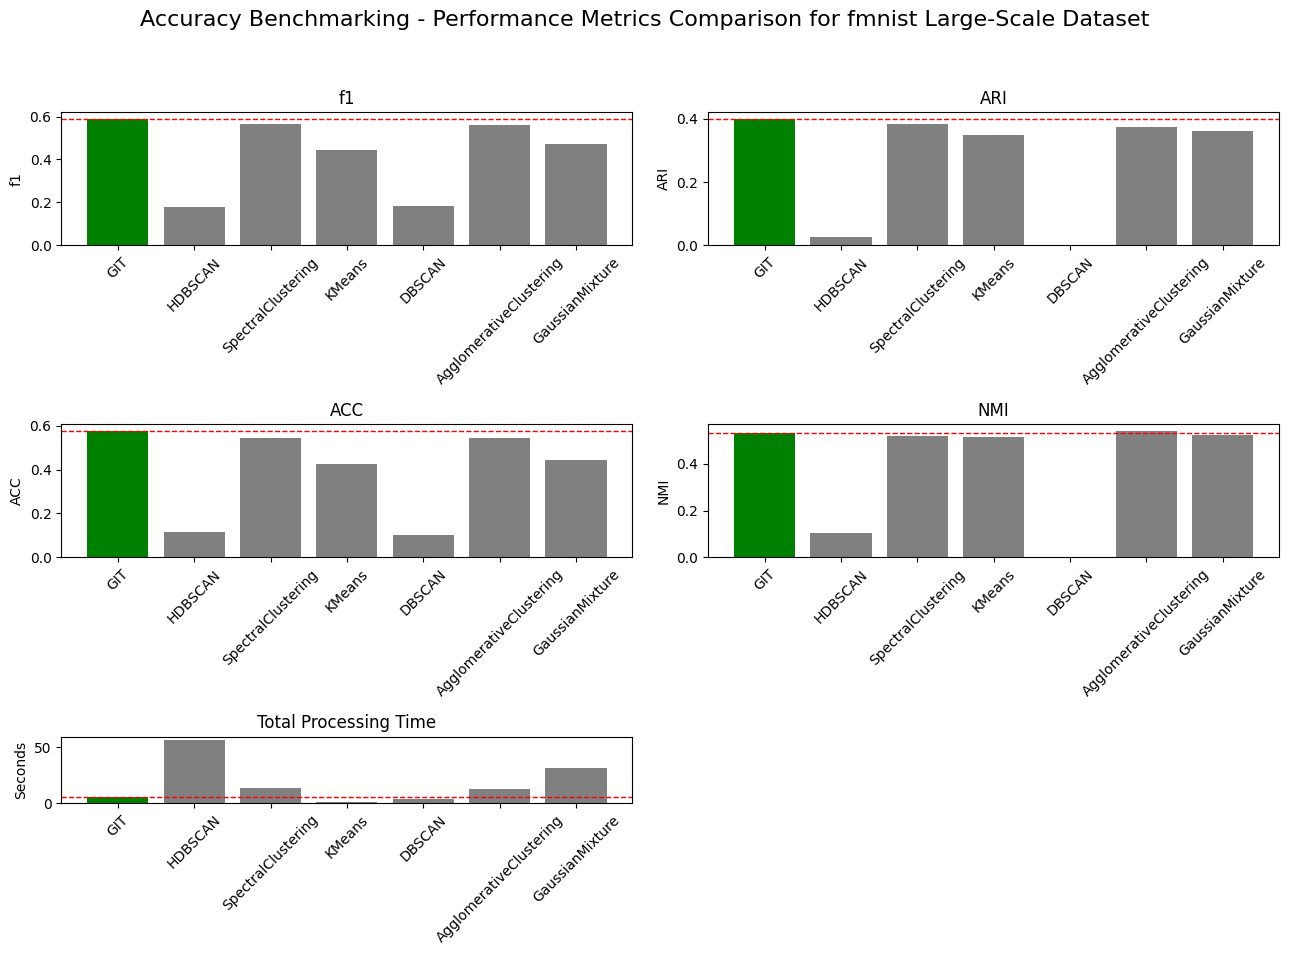 Accuracy Benchmarking - Performance Metrics Comparison for fmnist Large-Scale Dataset
f1
f1
0.6
0.4
0.2
0.0
GIT
HDBSCAN
SpectralClustering
KMeans
DBSCAN
AgglomerativeClustering
GaussianMixture
ARI
ARI
0.4
0.2
0.0
GIT
HDBSCAN
SpectralClustering
KMeans
DBSCAN
AgglomerativeClustering
GaussianMixture
ACC
ACC
0.6
0.4
0.2
0.0
GIT
HDBSCAN
SpectralClustering
KMeans
DBSCAN
AgglomerativeClustering
GaussianMixture
NMI
NMI
0.4
0.2
0.0
GIT
HDBSCAN
SpectralClustering
KMeans
DBSCAN
AgglomerativeClustering
GaussianMixture
Total Processing Time
Seconds
50
0
GIT
HDBSCAN
SpectralClustering
KMeans
DBSCAN
AgglomerativeClustering
GaussianMixture